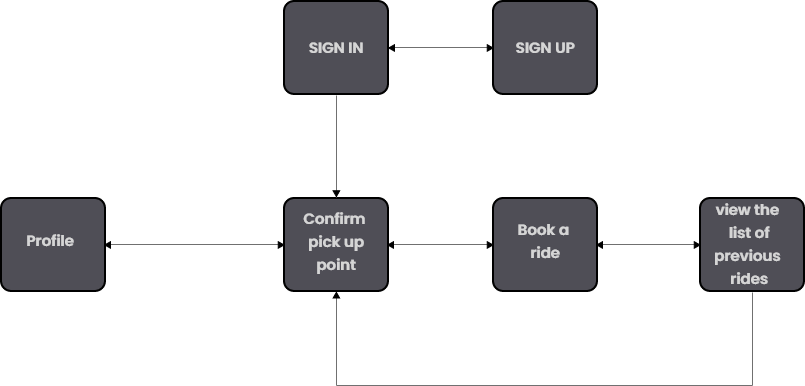 SIGN IN
SIGN UP
Profile
Confirm
pick up
point
Book a
ride
view the
list of
previous
rides